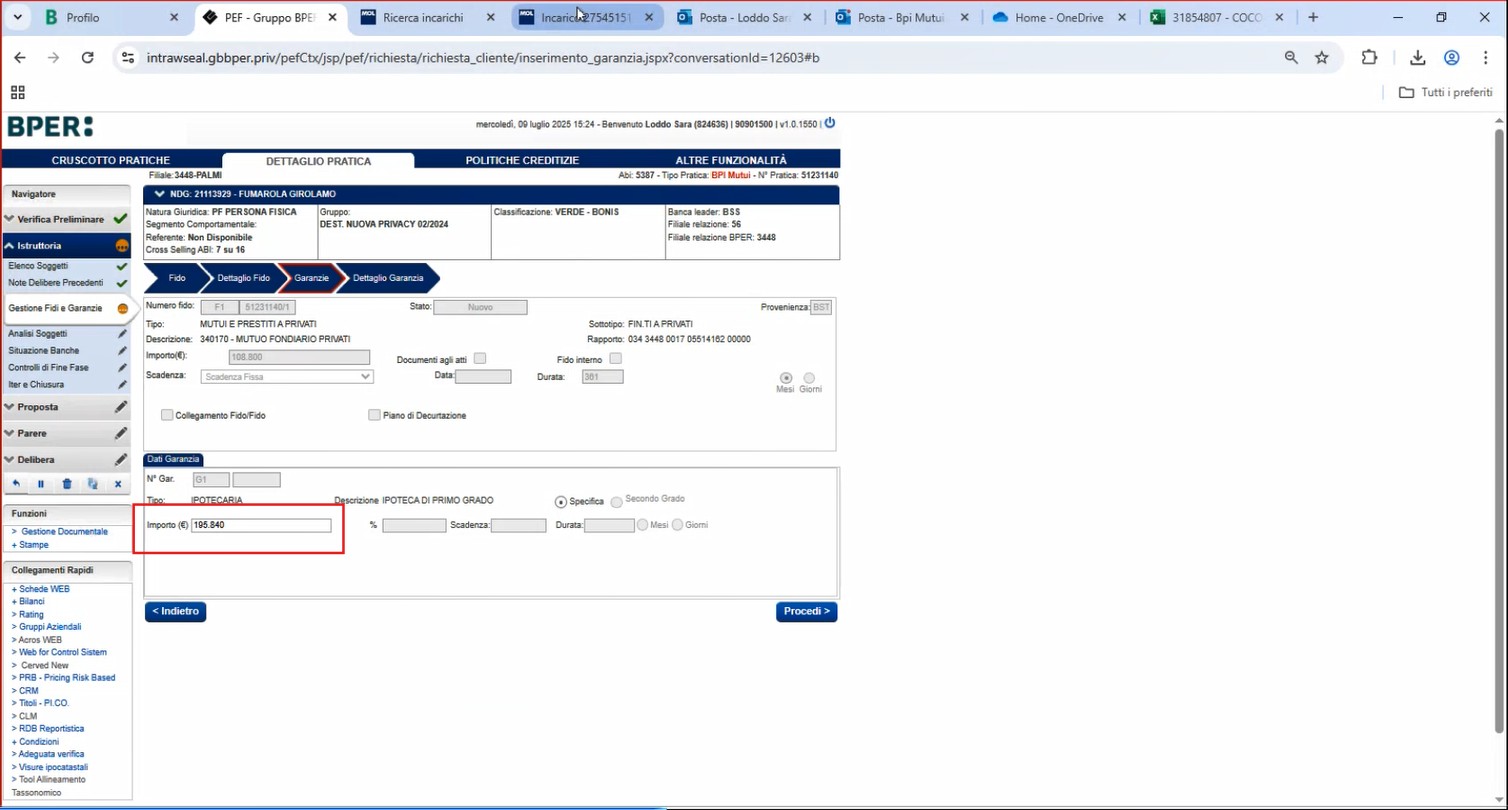 Profilo
PEF - Gruppo BPE
MOL Ricerca incarichi
MOL Incaric 27545151
Posta - Loddo Sar
Posta - Bpi Mutui
Home - OneDrive
31854807 - COCO
intrawseal.gbbper.priv/pefCtx/jsp/pef/richiesta/richiesta_cliente/inserimento_garanzia.jspx?conversationId=12603#b
Tutti i preferiti
BPER:
mercoledì, 09 luglio 2025 15:24 - Benvenuto Loddo Sara (824636) | 90901500 | v1.0.1550 |
CRUSCOTTO PRATICHE DETTAGLIO PRATICA POLITICHE CREDITIZIE ALTRE FUNZIONALITÀ
Filiale:3448-PALMI Abi: 5387 - Tipo Pratica: BPI Mutui - N° Pratica: 51231140
Navigatore
Verifica Preliminare
Istruttoria
Elenco Soggetti
Note Delibere Precedenti
Gestione Fidi e Garanzie
Analisi Soggetti
Situazione Banche
Controlli di Fine Fase
Iter e Chiusura
Proposta
Parere
Delibera
Funzioni
> Gestione Documentale
+ Stampe
Collegamenti Rapidi
+ Schede WEB
+ Bilanci
> Rating
> Gruppi Aziendali
> Acros WEB
> Web for Control Sistem
> Cerved New
> PRB - Pricing Risk Based
> CRM
> Titoli - PI.CO.
> CLM
> RDB Reportistica
+ Condizioni
> Adeguata verifica
> Visure ipocatastali
> Tool Allineamento
Tassonomico
NDG: 21113929 - FUMAROLA GIROLAMO
Natura Giuridica: PF PERSONA FISICA
Segmento Comportamentale:
Referente: Non Disponibile
Cross Selling ABI: 7 su 16
Gruppo:
DEST. NUOVA PRIVACY 02/2024
Classificazione: VERDE - BONIS
Banca leader: BSS
Filiale relazione: 56
Filiale relazione BPER: 3448
Fido Dettaglio Fido Garanzie Dettaglio Garanzia
Numero fido: F1 51231140/1 Stato: Nuovo Provenienza: BST
Tipo: MUTUI E PRESTITI A PRIVATI Sottotipo: FIN.TI A PRIVATI
Descrizione: 340170 - MUTUO FONDIARIO PRIVATI Rapporto: 034 3448 0017 05514162 00000
Importo(€): 108.800 Documenti agli atti Fido interno
Scadenza: Scadenza Fissa Data: Durata: 361 Mesi Giorni
Collegamento Fido/Fido Piano di Decurtazione
Dati Garanzia
N° Gar. G1
Tipo: IPOTECARIA Descrizione IPOTECA DI PRIMO GRADO Specifica Secondo Grado
Importo (€) 195.840 % Scadenza: Durata: Mesi Giorni
< Indietro Procedi >